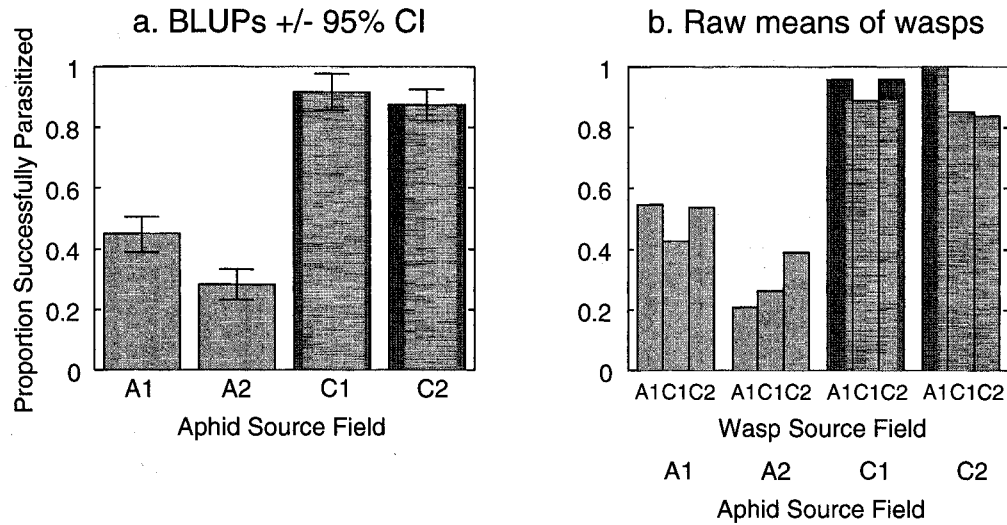 a. BLUPs +/- 95% CI
Proportion Successfully Parasitized
1
0.8
0.6
0.4
0.2
0
A1 A2 C1 C2
Aphid Source Field
b. Raw means of wasps
1
0.8
0.6
0.4
0.2
0
A1C1C2 A1C1C2 A1C1C2 A1C1C2
Wasp Source Field
A1 A2 C1 C2
Aphid Source Field